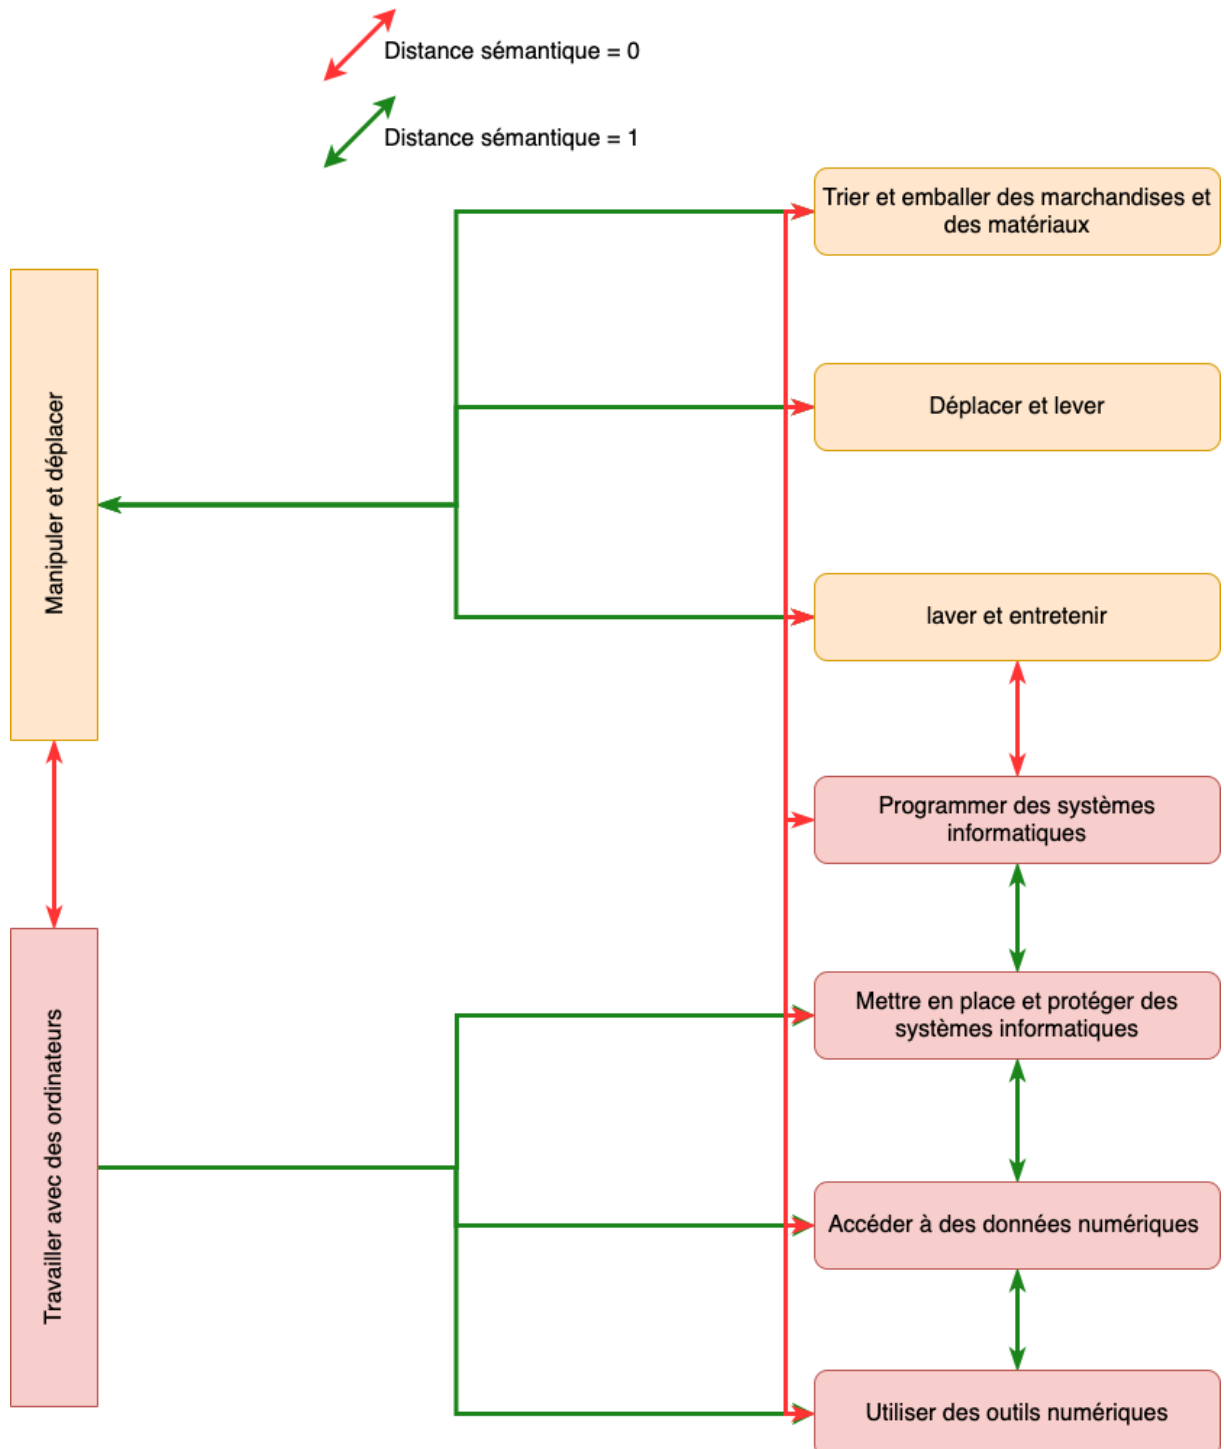 Distance sémantique = 0
Distance sémantique = 1
Trier et emballer des marchandises et
des matériaux
Manipuler et déplacer
Déplacer et lever
laver et entretenir
Programmer des systèmes
informatiques
Travailler avec des ordinateurs
Mettre en place et protéger des
systèmes informatiques
Accéder à des données numériques
Utiliser des outils numériques